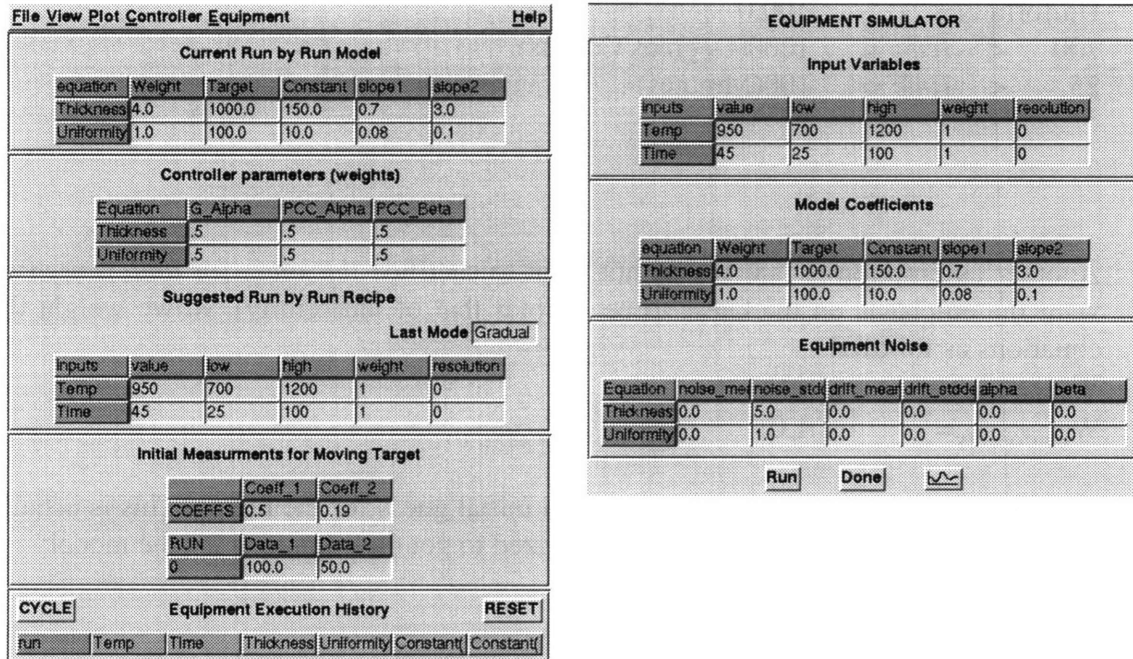 File View Plot Controller Equipment Help
Current Run by Run Model
equation Weight Target Constant slope1 slope2
Thickness 4.0 1000.0 150.0 0.7 3.0
Uniformity 1.0 100.0 10.0 0.08 0.1
Controller parameters (weights)
Equation G_Alpha PCC_Alpha PCC_Beta
Thickness .5 .5 .5
Uniformity .5 .5 .5
Suggested Run by Run Recipe
Last Mode Gradual
inputs value low high weight resolution
Temp 950 700 1200 1 0
Time 45 25 100 1 0
Initial Measurments for Moving Target
Coeff_1 Coeff_2
COEFFS 0.5 0.19
RUN Data_1 Data_2
0 100.0 50.0
CYCLE Equipment Execution History RESET
run Temp Time Thickness Uniformity Constant( Constant(
EQUIPMENT SIMULATOR
Input Variables
inputs value low high weight resolution
Temp 950 700 1200 1 0
Time 45 25 100 1 0
Model Coefficients
equation Weight Target Constant slope1 slope2
Thickness 4.0 1000.0 150.0 0.7 3.0
Uniformity 1.0 100.0 10.0 0.08 0.1
Equipment Noise
Equation noise_me noise_std drift_mean drift_stdde alpha beta
Thickness 0.0 5.0 0.0 0.0 0.0 0.0
Uniformity 0.0 1.0 0.0 0.0 0.0 0.0
Run Done